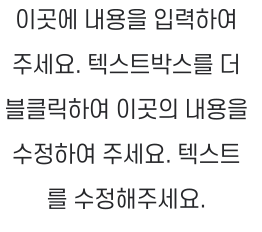 이곳에 내용을 입력하여
주세요. 텍스트박스를 더
블클릭하여 이곳의 내용을
수정하여 주세요. 텍스트
를 수정해주세요.